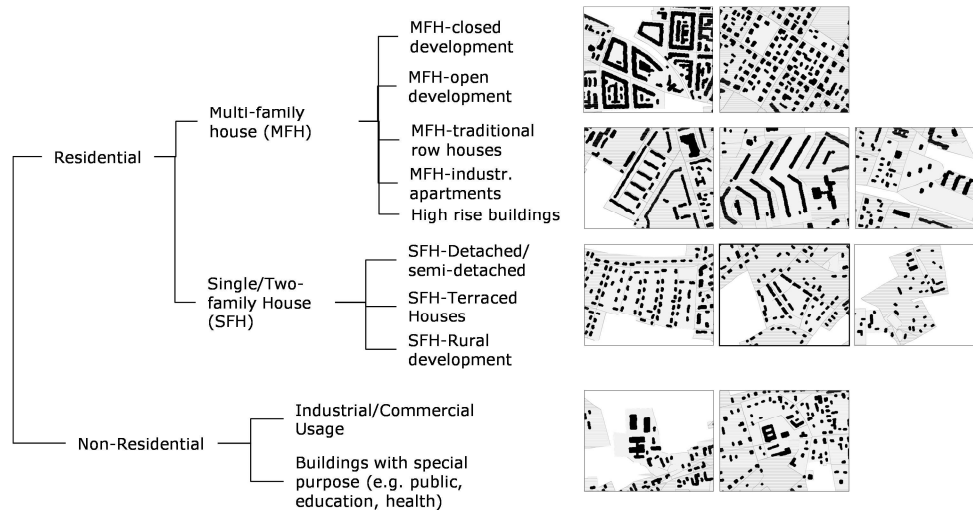 MFH-closed
development
MFH-open
development
Multi-family
house (MFH)
MFH-traditional
row houses
Residential
MFH-industr.
apartments
High rise buildings
SFH-Detached/
semi-detached
Single/Two-
family House
(SFH)
SFH-Terraced
Houses
SFH-Rural
development
Industrial/Commercial
Usage
Non-Residential
Buildings with special
purpose (e.g. public,
education, health)